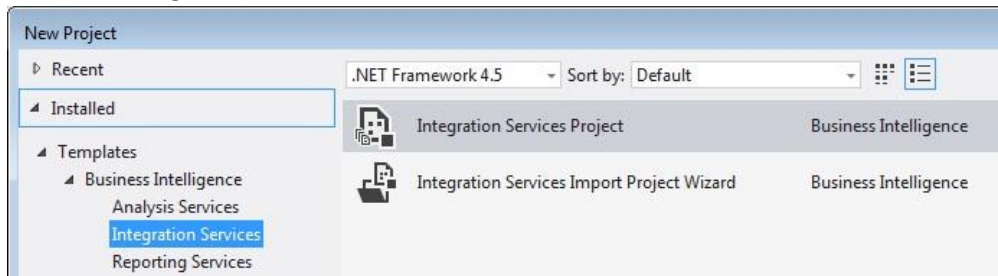 New Project
Recent
.NET Framework 4.5 Sort by: Default
Installed
Integration Services Project Business Intelligence
Templates
Business Intelligence
Integration Services Import Project Wizard Business Intelligence
Analysis Services
Integration Services
Reporting Services